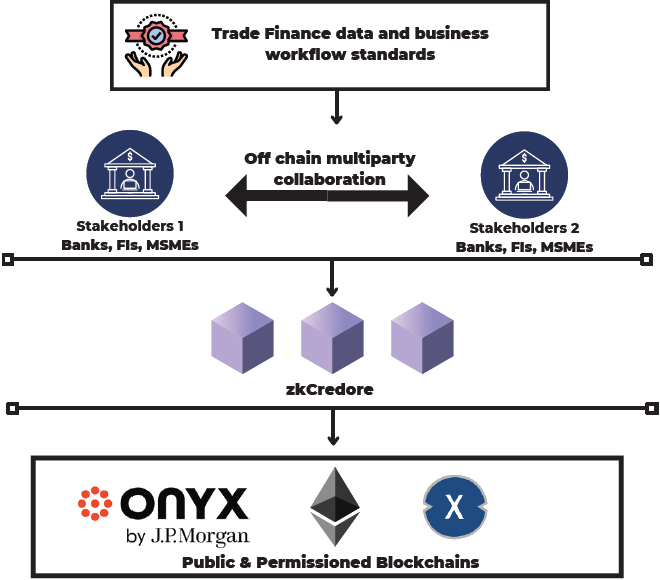 Trade Finance data and business
workflow standards
$
$
Off chain multiparty
collaboration
Stakeholders 1
Banks, FIs, MSMEs
Stakeholders 2
Banks, FIs, MSMEs
zkCredore
ONYX
by J.P.Morgan
X
Public & Permissioned Blockchains